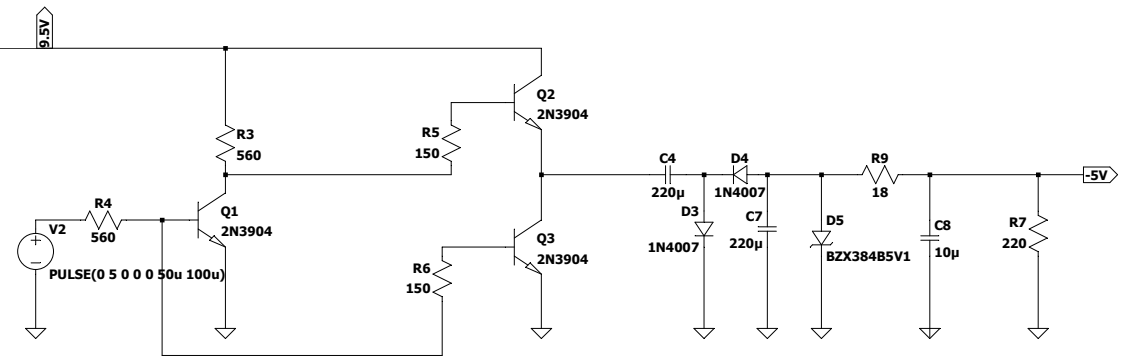 9.5V
R3
560
R4
560
V2
PULSE(0 5 0 0 0 50u 100u)
Q1
2N3904
R5
150
Q2
2N3904
R6
150
Q3
2N3904
C4
220µ
D4
1N4007
D3
1N4007
C7
220µ
D5
BZX384B5V1
R9
18
C8
10µ
R7
220
-5V